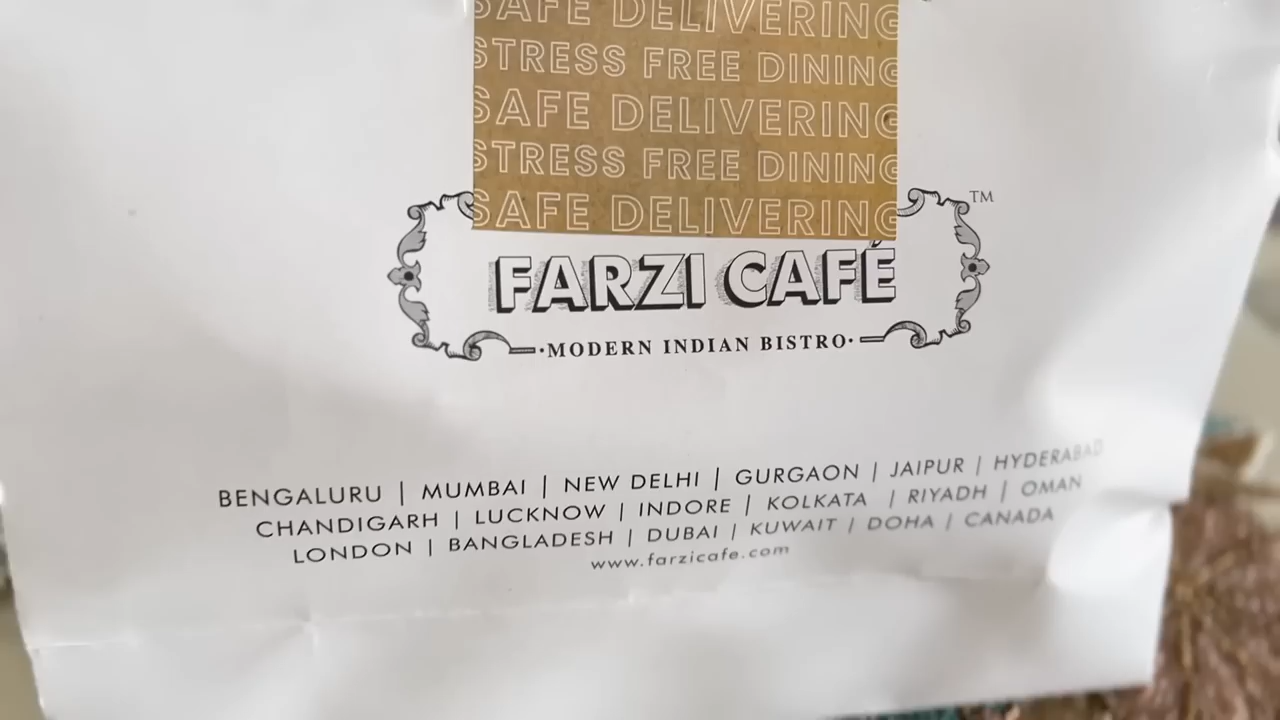 SAFE DELIVERING
STRESS FREE DINING
SAFE DELIVERING
STRESS FREE DINING
SAFE DELIVERING
TM
FARZI CAFÉ
·MODERN INDIAN BISTRO·
BENGALURU | MUMBAI | NEW DELHI | GURGAON | JAIPUR | HYDERABAD
CHANDIGARH | LUCKNOW | INDORE | KOLKATA | RIYADH | OMAN
LONDON | BANGLADESH | DUBAI | KUWAIT | DOHA | CANADA
www.farzicafe.com